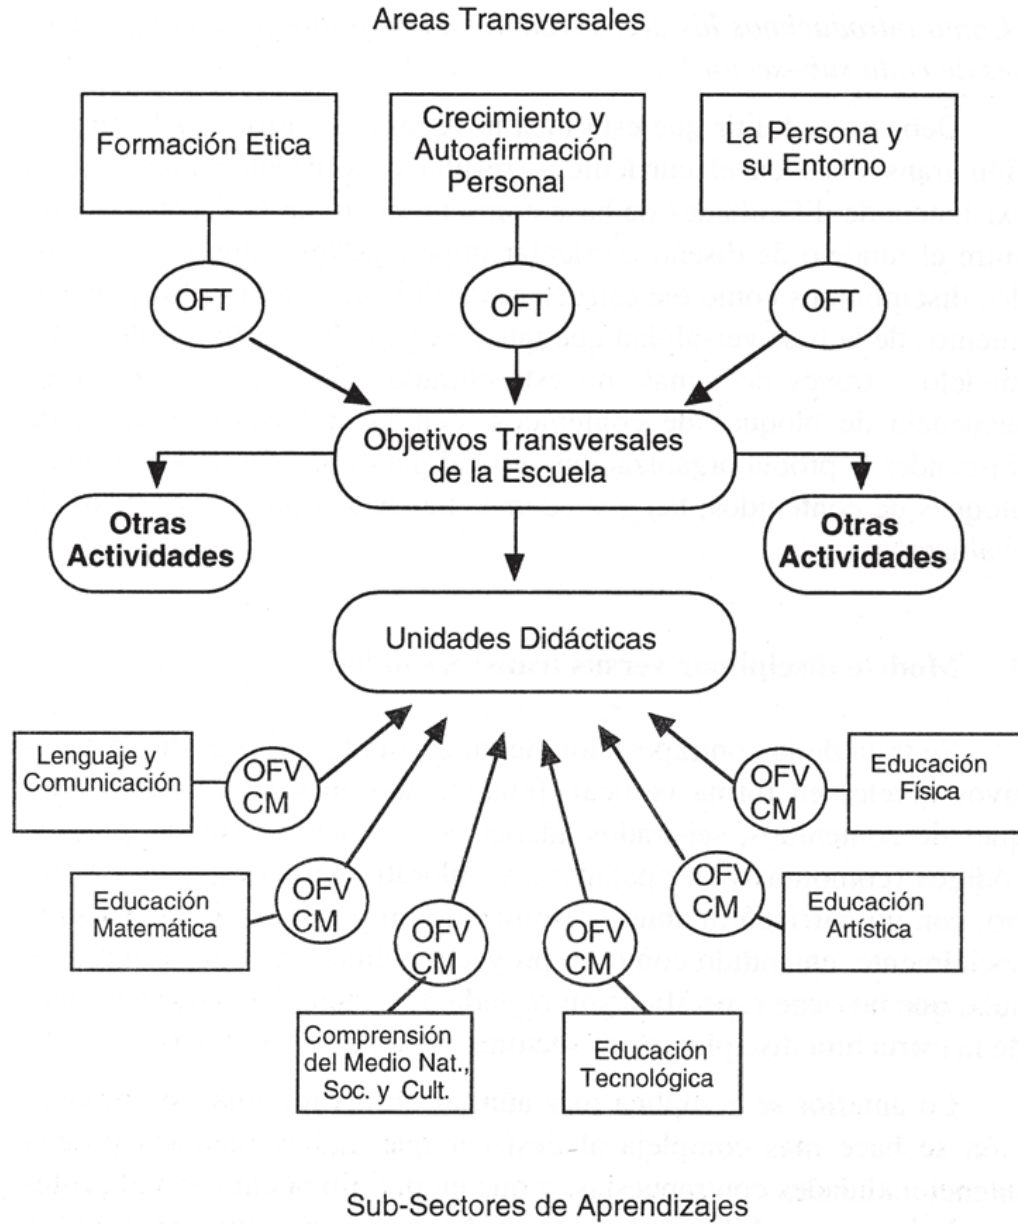 Areas Transversales
Formación Etica
Crecimiento y
Autoafirmación
Personal
La Persona y
su Entorno
OFT
OFT
OFT
Objetivos Transversales
de la Escuela
Otras
Actividades
Otras
Actividades
Unidades Didácticas
Lenguaje y
Comunicación
OFV
CM
OFV
CM
Educación
Física
Educación
Matemática
OFV
CM
OFV
CM
Educación
Artística
OFV
CM
OFV
CM
Comprensión
del Medio Nat.,
Soc. y Cult.
Educación
Tecnológica
Sub-Sectores de Aprendizajes